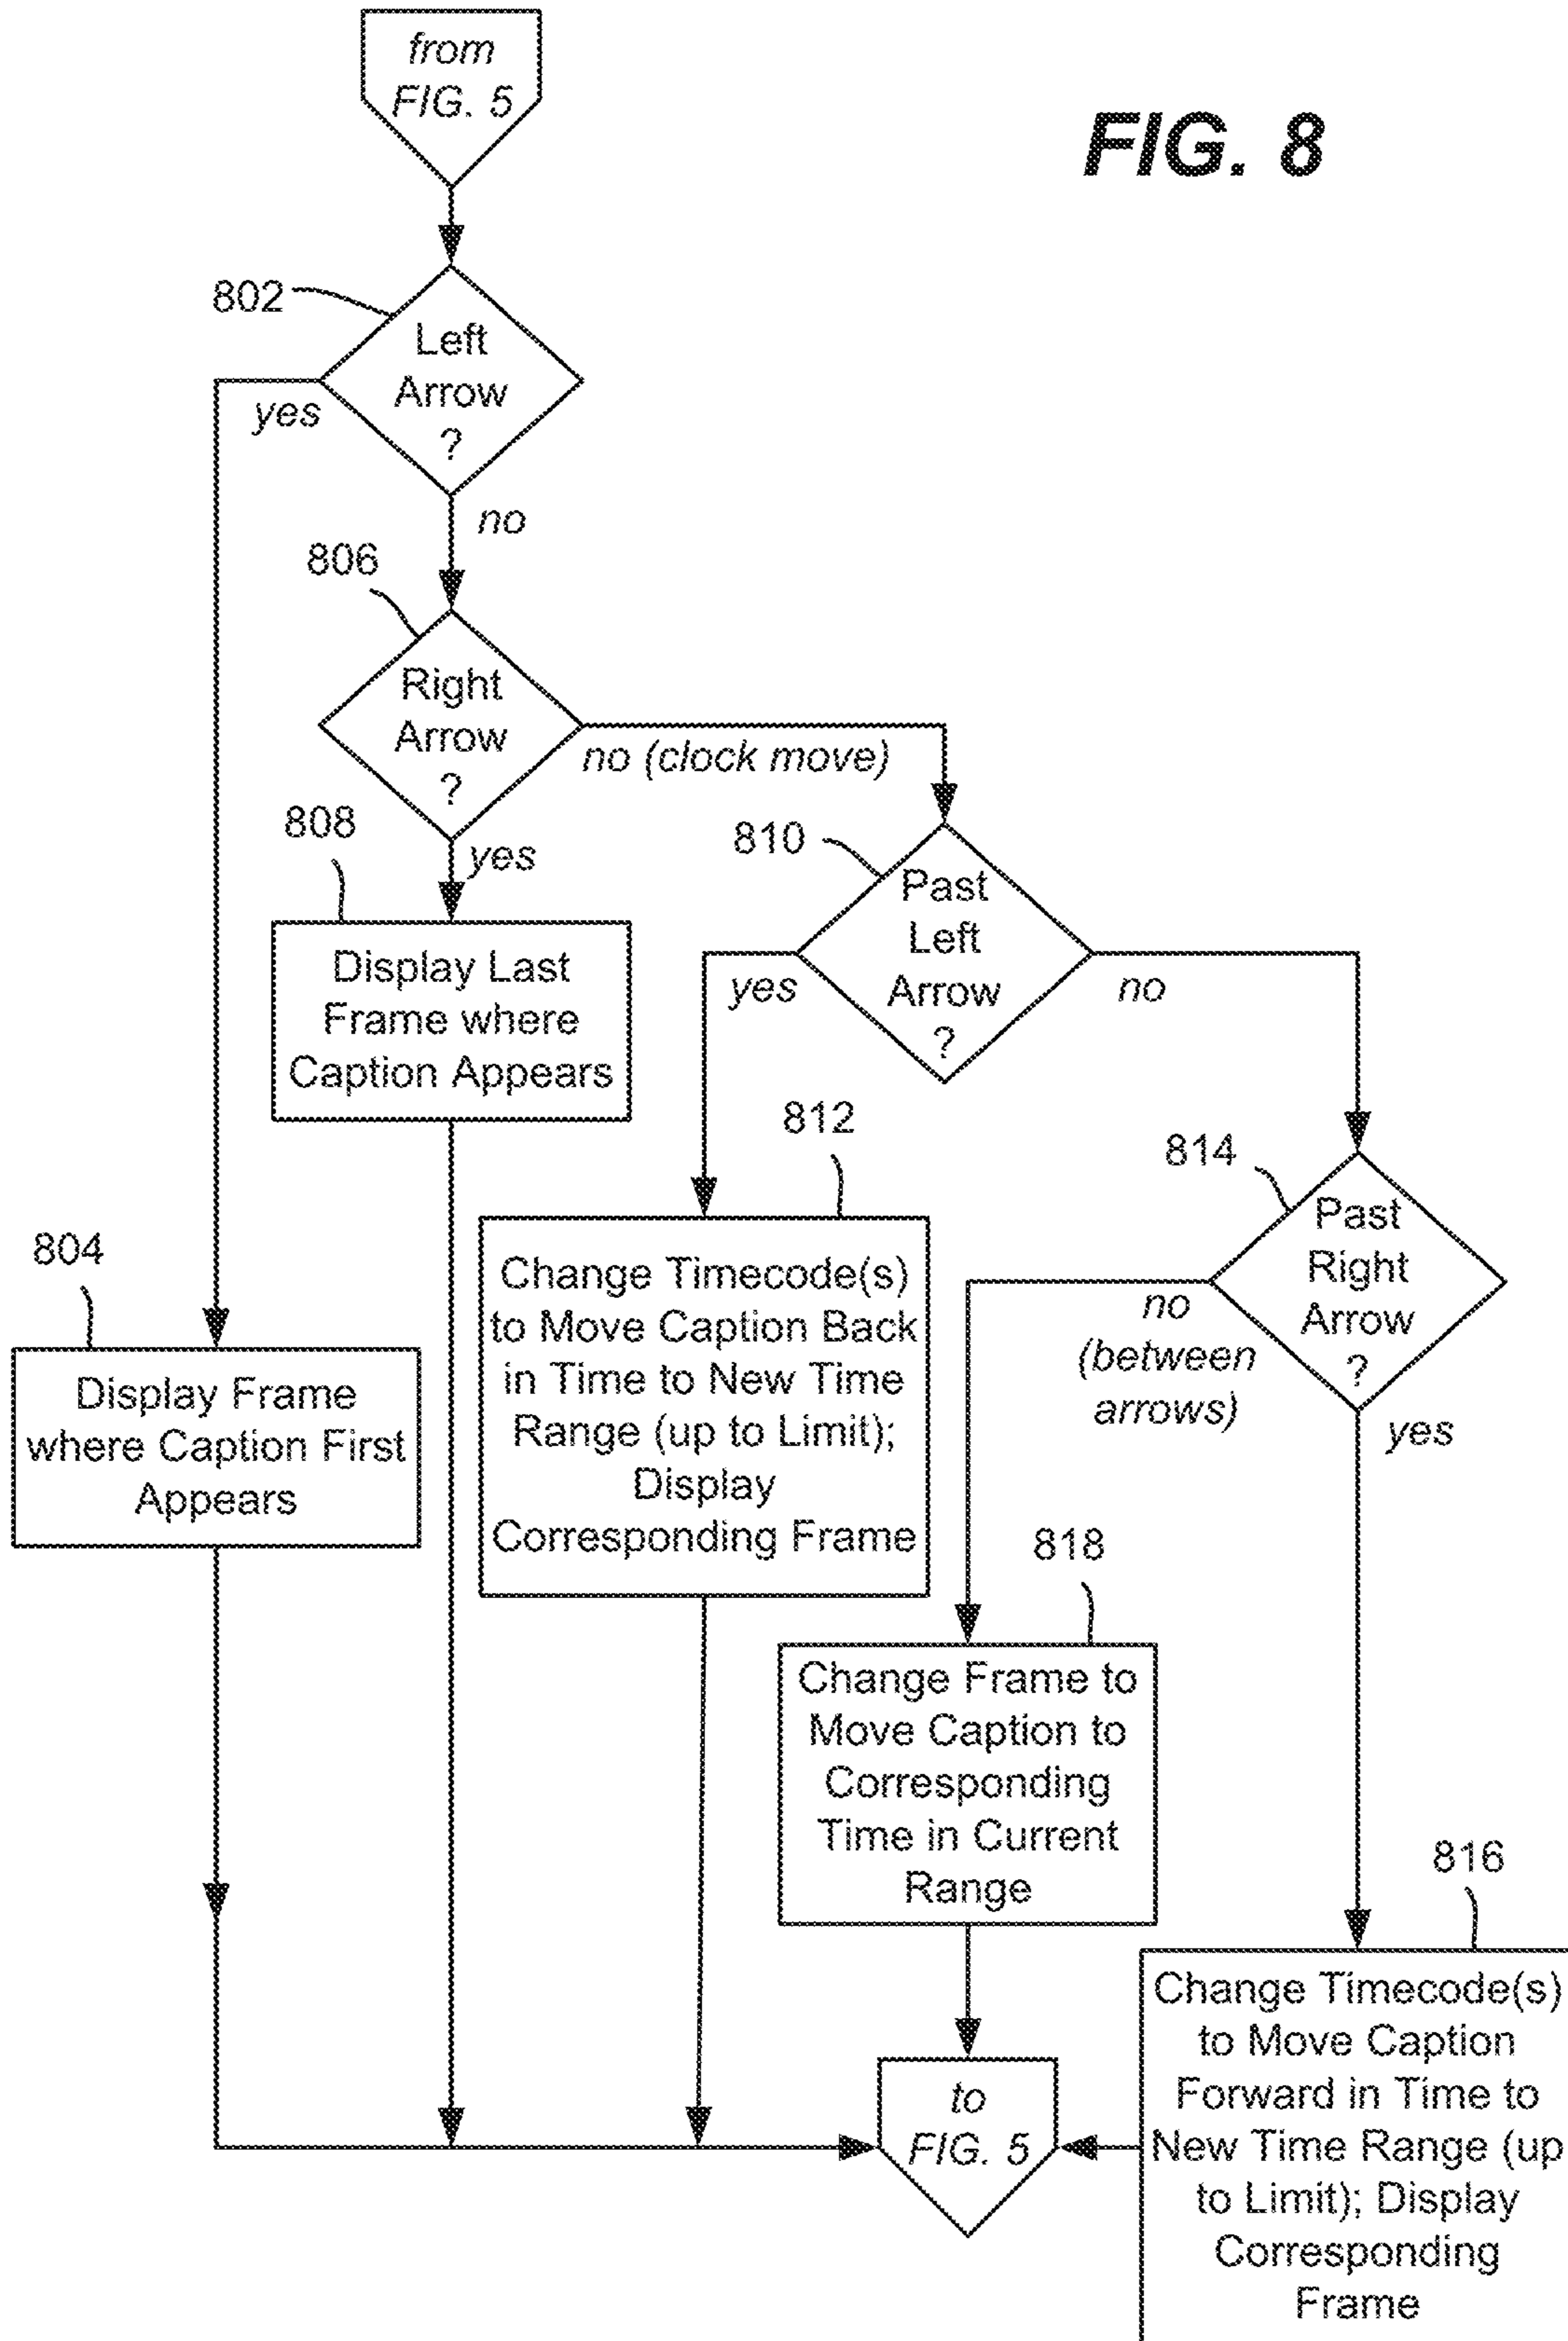 from
FIG. 5
FIG. 8
802
Left
Arrow
?
yes
no
806
Right
Arrow
?
no (clock move)
808
yes
810
Past
Left
Arrow
?
yes
no
Display Last
Frame where
Caption Appears
812
814
Past
Right
Arrow
?
no
(between
arrows)
yes
804
Display Frame
where Caption First
Appears
Change Timecode(s)
to Move Caption Back
in Time to New Time
Range (up to Limit);
Display
Corresponding Frame
818
Change Frame to
Move Caption to
Corresponding
Time in Current
Range
816
Change Timecode(s)
to Move Caption
Forward in Time to
New Time Range (up
to Limit); Display
Corresponding
Frame
to
FIG. 5